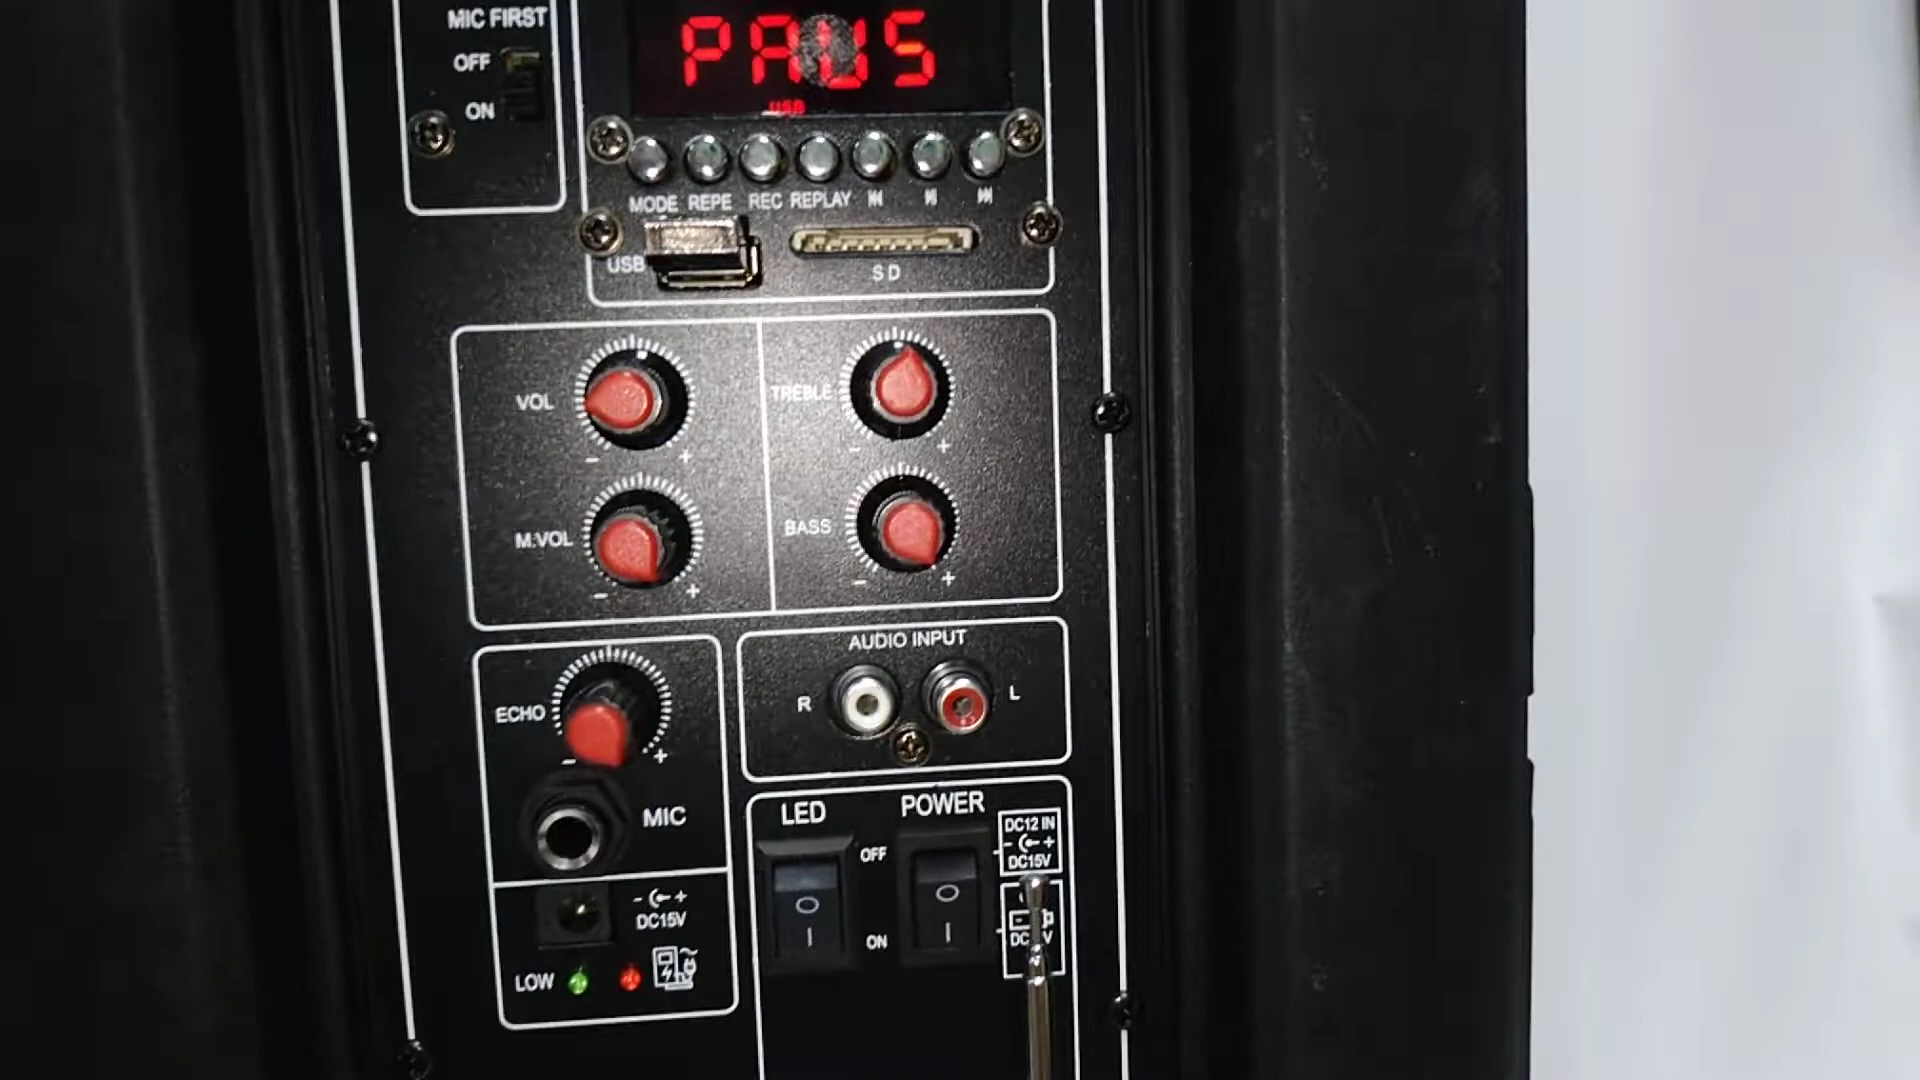 MIC FIRST
OFF
ON
PAUS
USB
MODE REPE REC REPLAY
USB
SD
VOL
- +
TREBLE
- +
M.VOL
- +
BASS
- +
ECHO
- +
MIC
AUDIO INPUT
R
L
LED
POWER
OFF
ON
DC12 IN
- +
DC15V
- +
DC15V
LOW